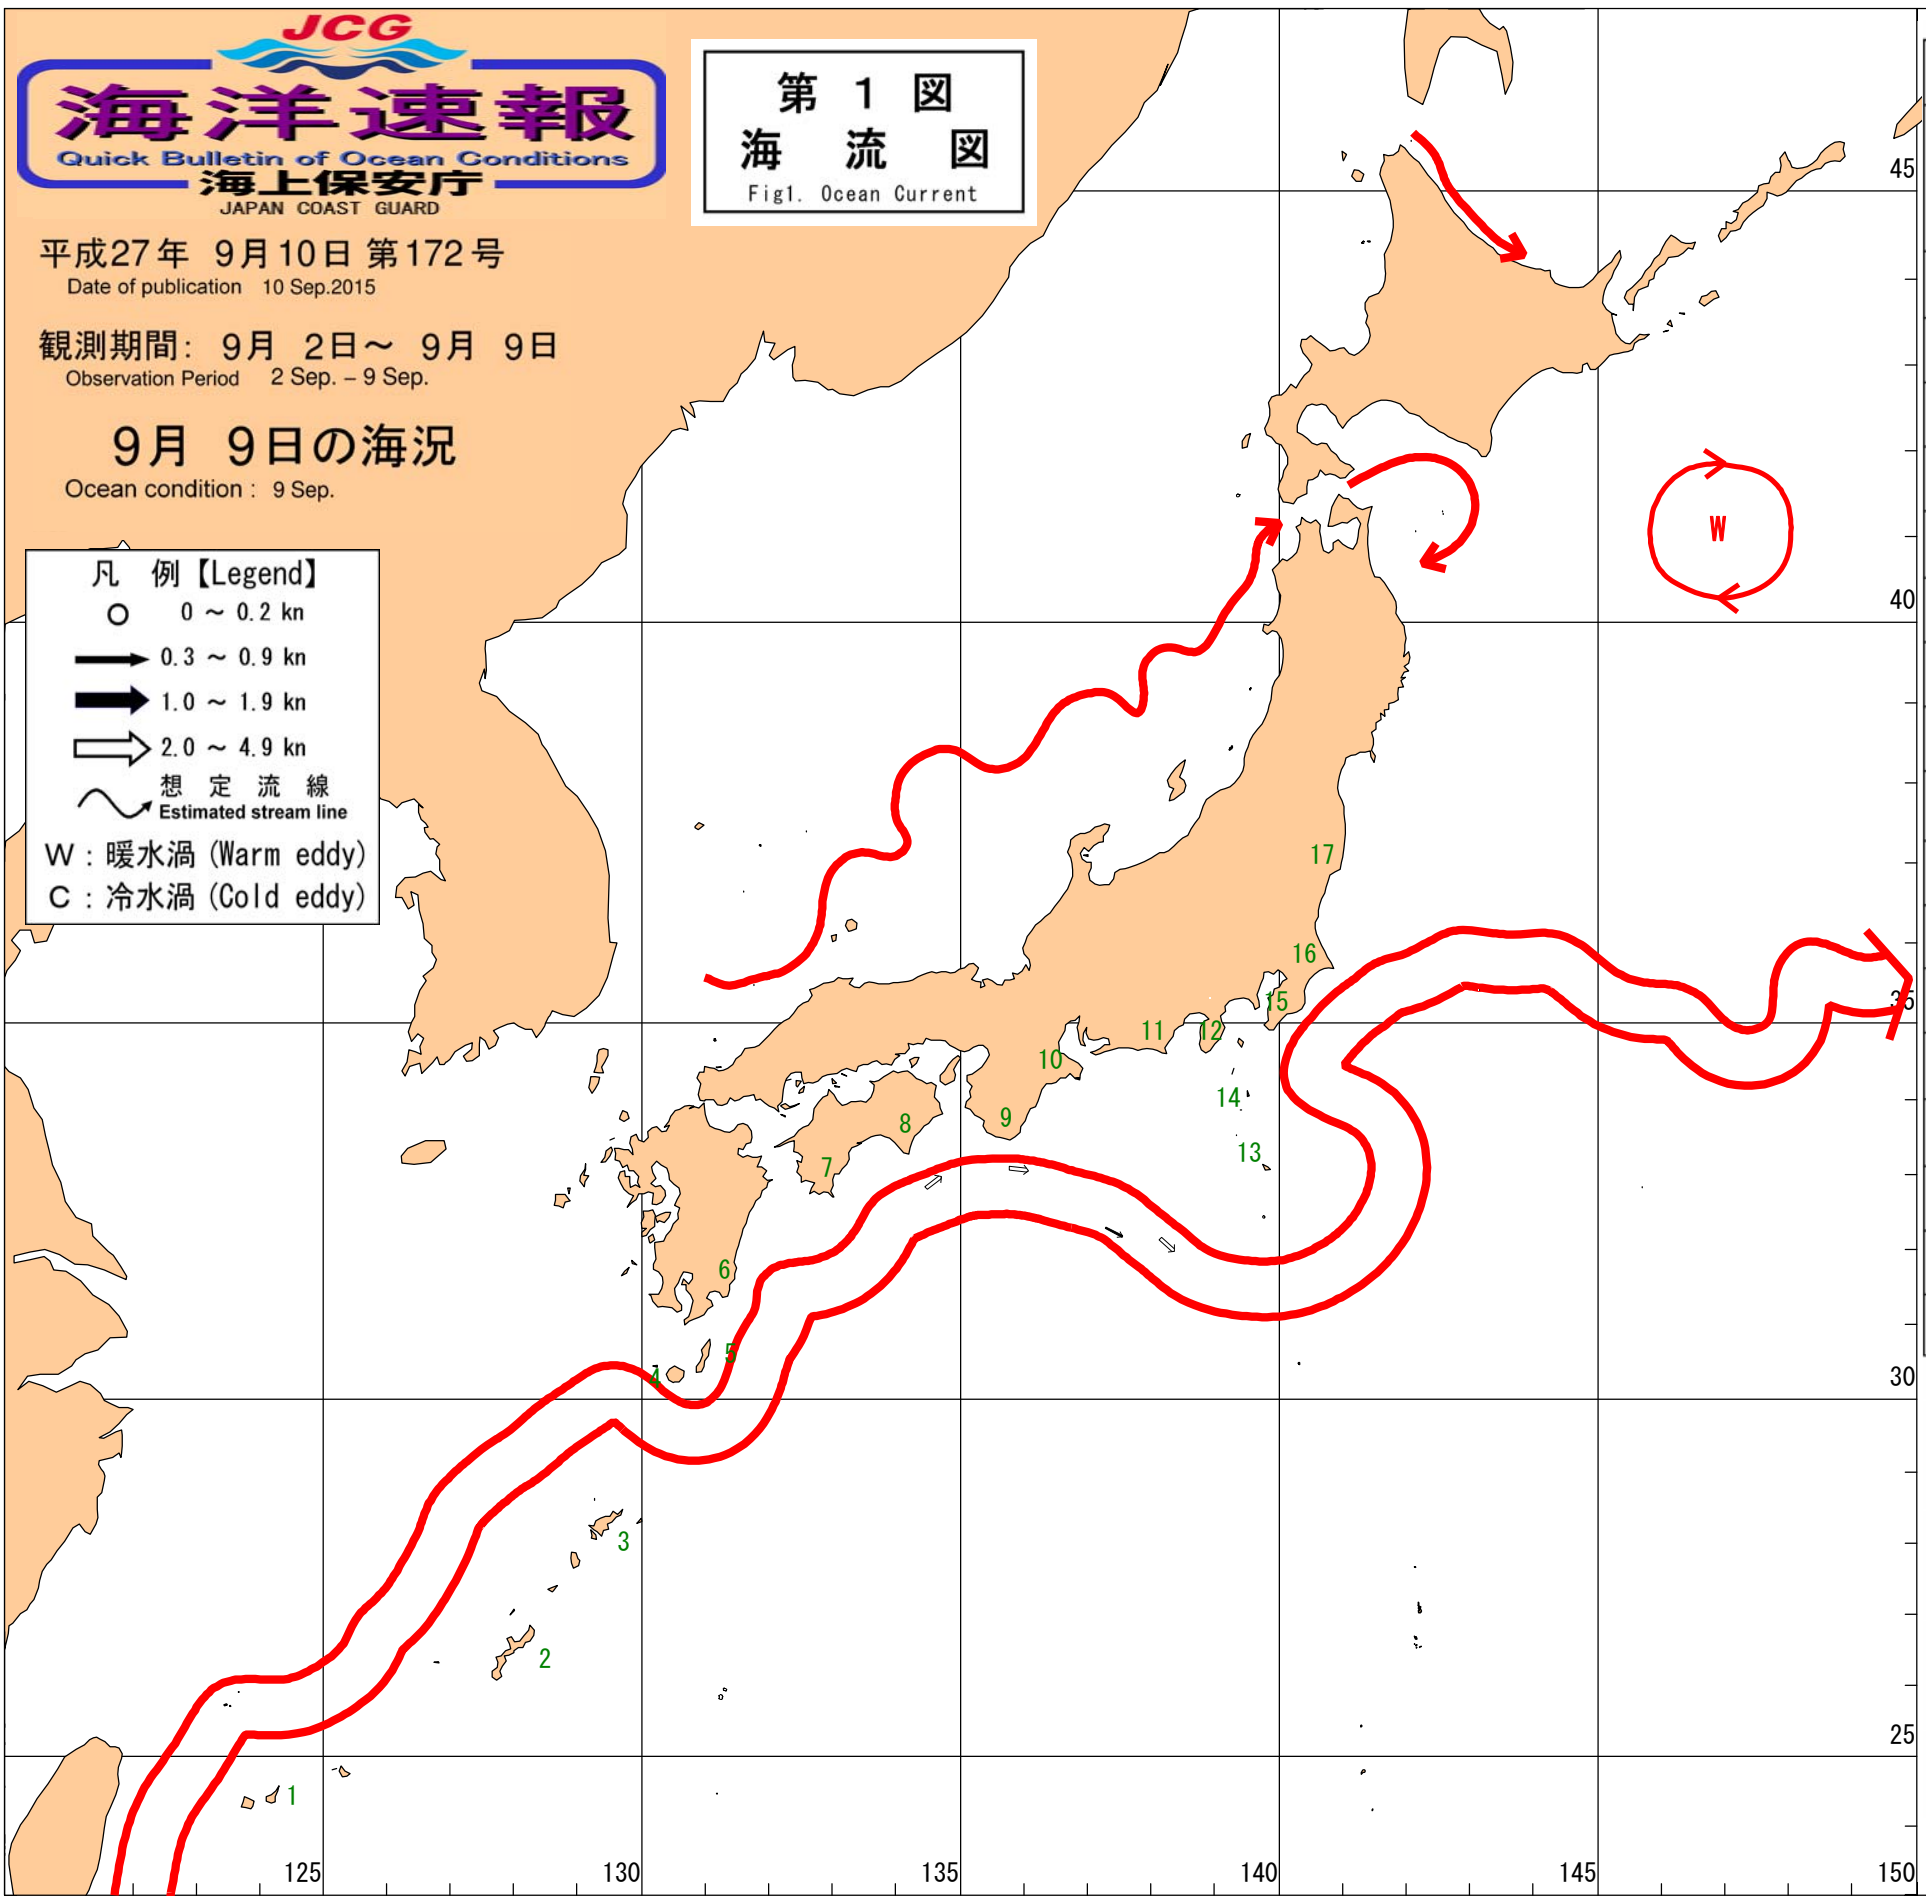 JCG
海洋速報
Quick Bulletin of Ocean Conditions
海上保安庁
JAPAN COAST GUARD
第 1 図
海 流 図
Fig1. Ocean Current
平成27年 9月10日 第172号
Date of publication 10 Sep.2015
観測期間: 9月 2日～ 9月 9日
Observation Period 2 Sep. – 9 Sep.
9月 9日の海況
Ocean condition : 9 Sep.
凡 例【Legend】
0 ～ 0.2 kn
0.3 ～ 0.9 kn
1.0 ～ 1.9 kn
2.0 ～ 4.9 kn
想 定 流 線
Estimated stream line
W : 暖水渦 (Warm eddy)
C : 冷水渦 (Cold eddy)
45
W
40
17
16
35
15
12
11
10
14
9
8
13
7
6
5
4
30
3
2
25
1
125
130
135
140
145
150